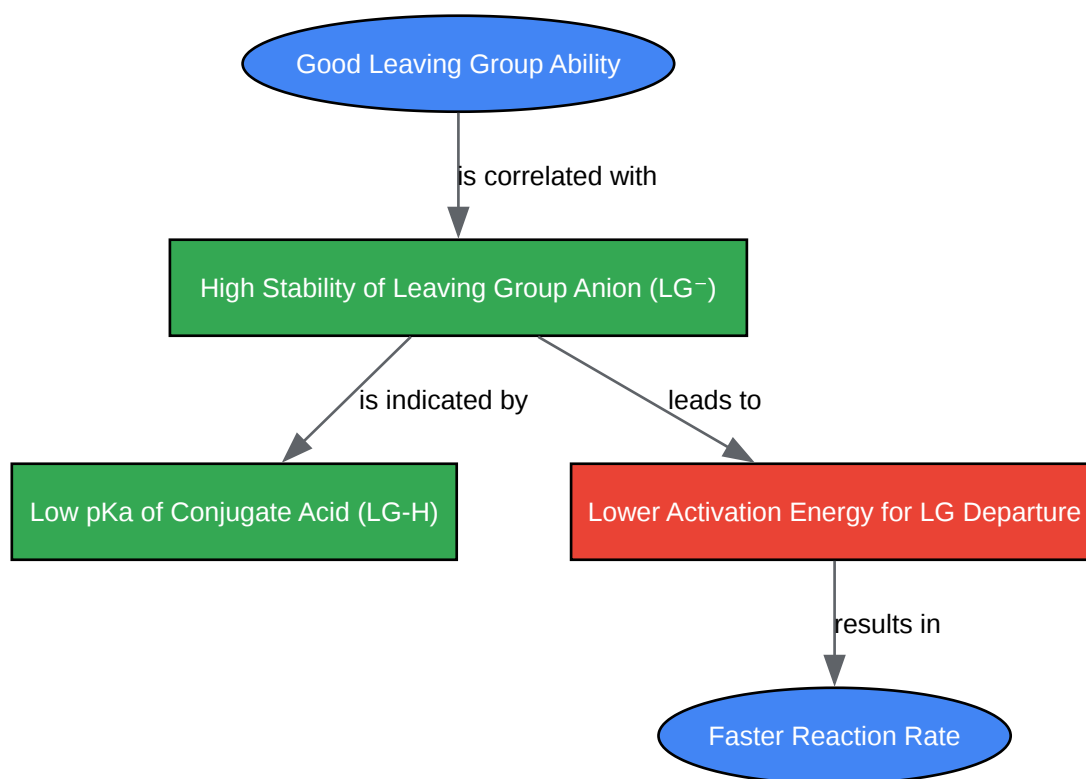 Good Leaving Group Ability
is correlated with
High Stability of Leaving Group Anion (LG⁻)
is indicated by
leads to
Low pKa of Conjugate Acid (LG-H)
Lower Activation Energy for LG Departure
results in
Faster Reaction Rate